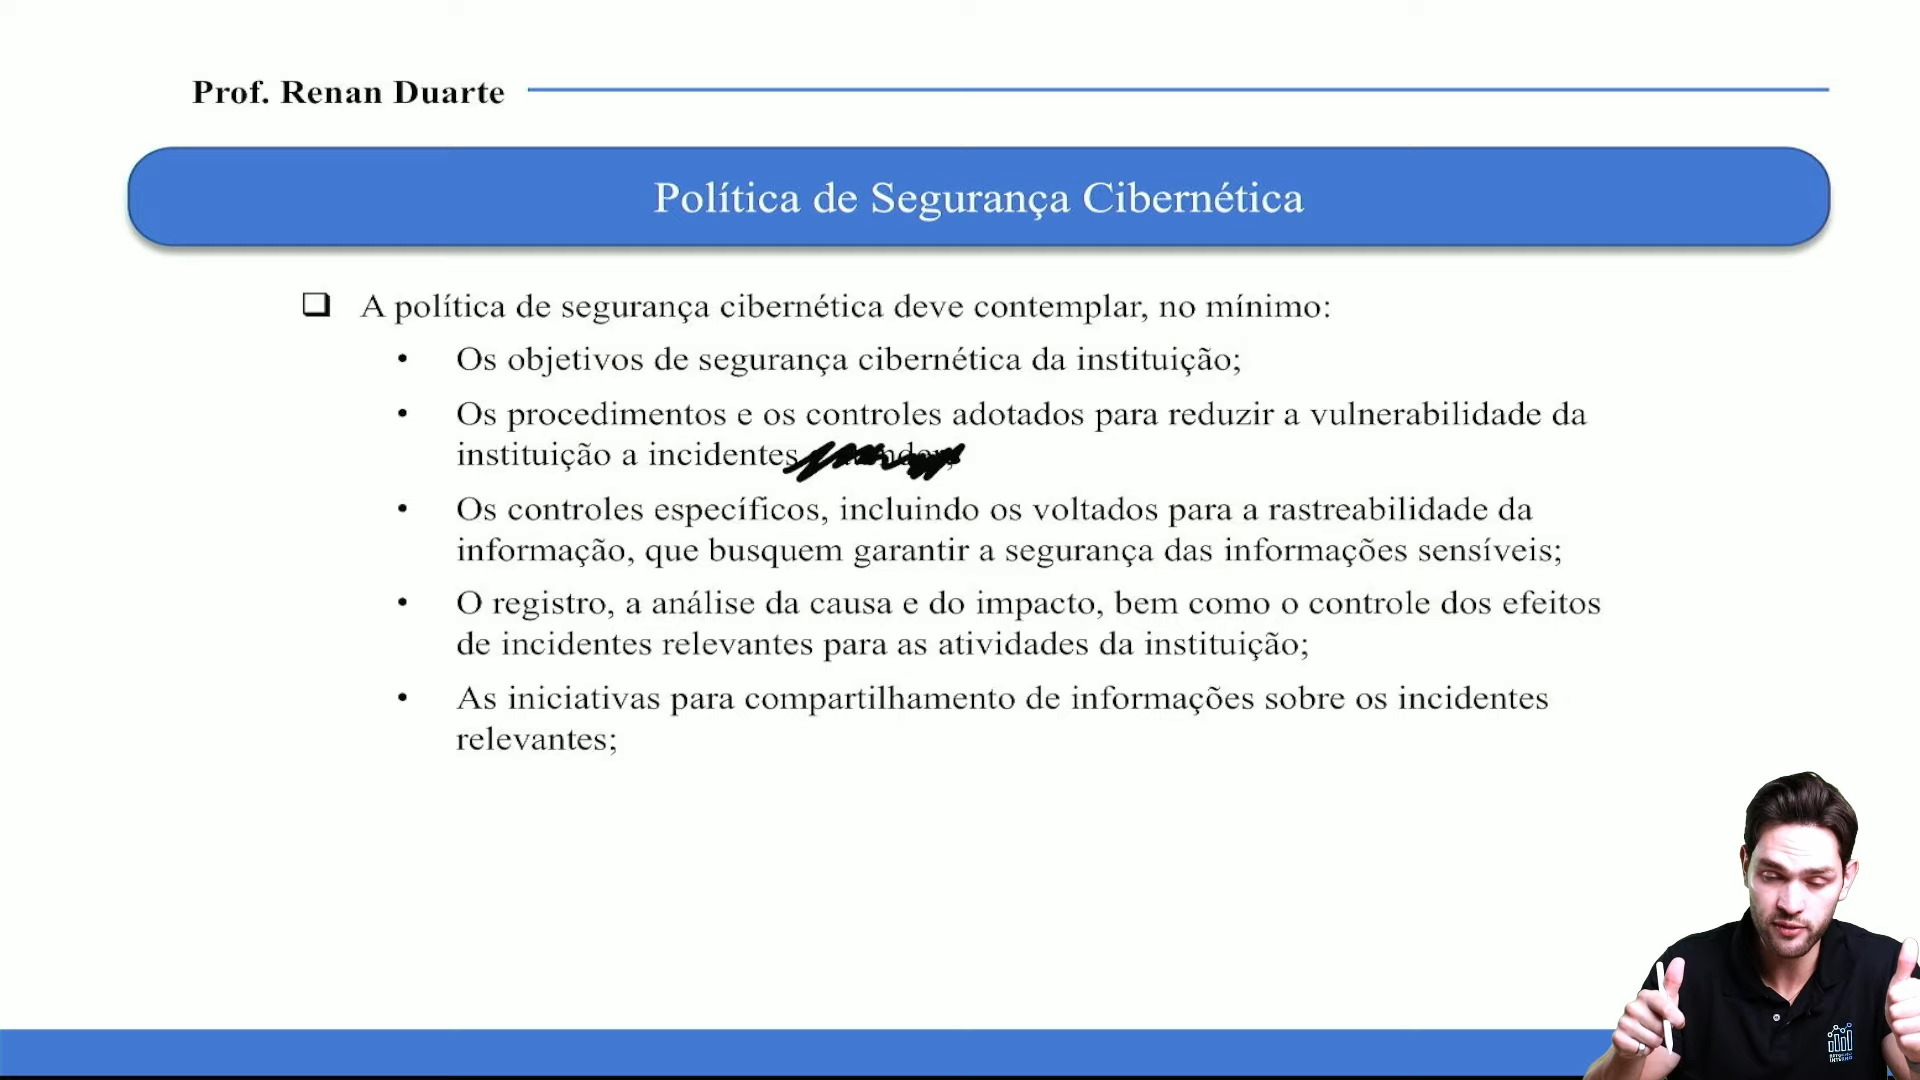 Prof. Renan Duarte
Política de Segurança Cibernética
❑ A política de segurança cibernética deve contemplar, no mínimo:
• Os objetivos de segurança cibernética da instituição;
• Os procedimentos e os controles adotados para reduzir a vulnerabilidade da
instituição a incidentes
• Os controles específicos, incluindo os voltados para a rastreabilidade da
informação, que busquem garantir a segurança das informações sensíveis;
• O registro, a análise da causa e do impacto, bem como o controle dos efeitos
de incidentes relevantes para as atividades da instituição;
• As iniciativas para compartilhamento de informações sobre os incidentes
relevantes;